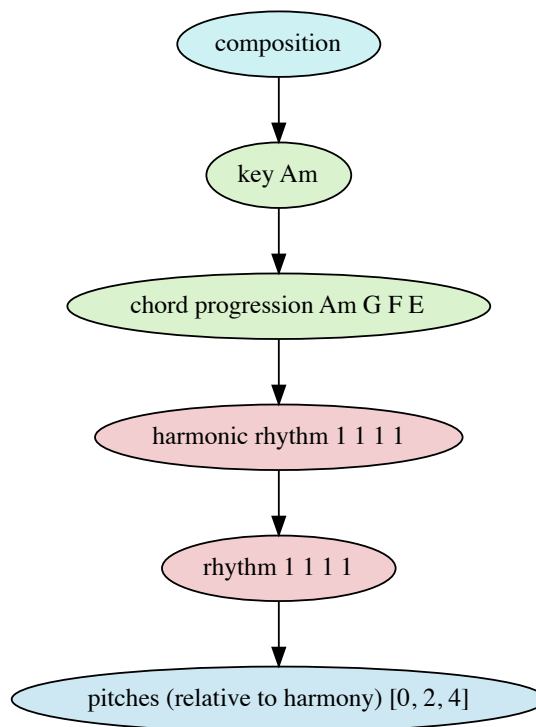 composition
key Am
chord progression Am G F E
harmonic rhythm 1 1 1 1
rhythm 1 1 1 1
pitches (relative to harmony) [0, 2, 4]